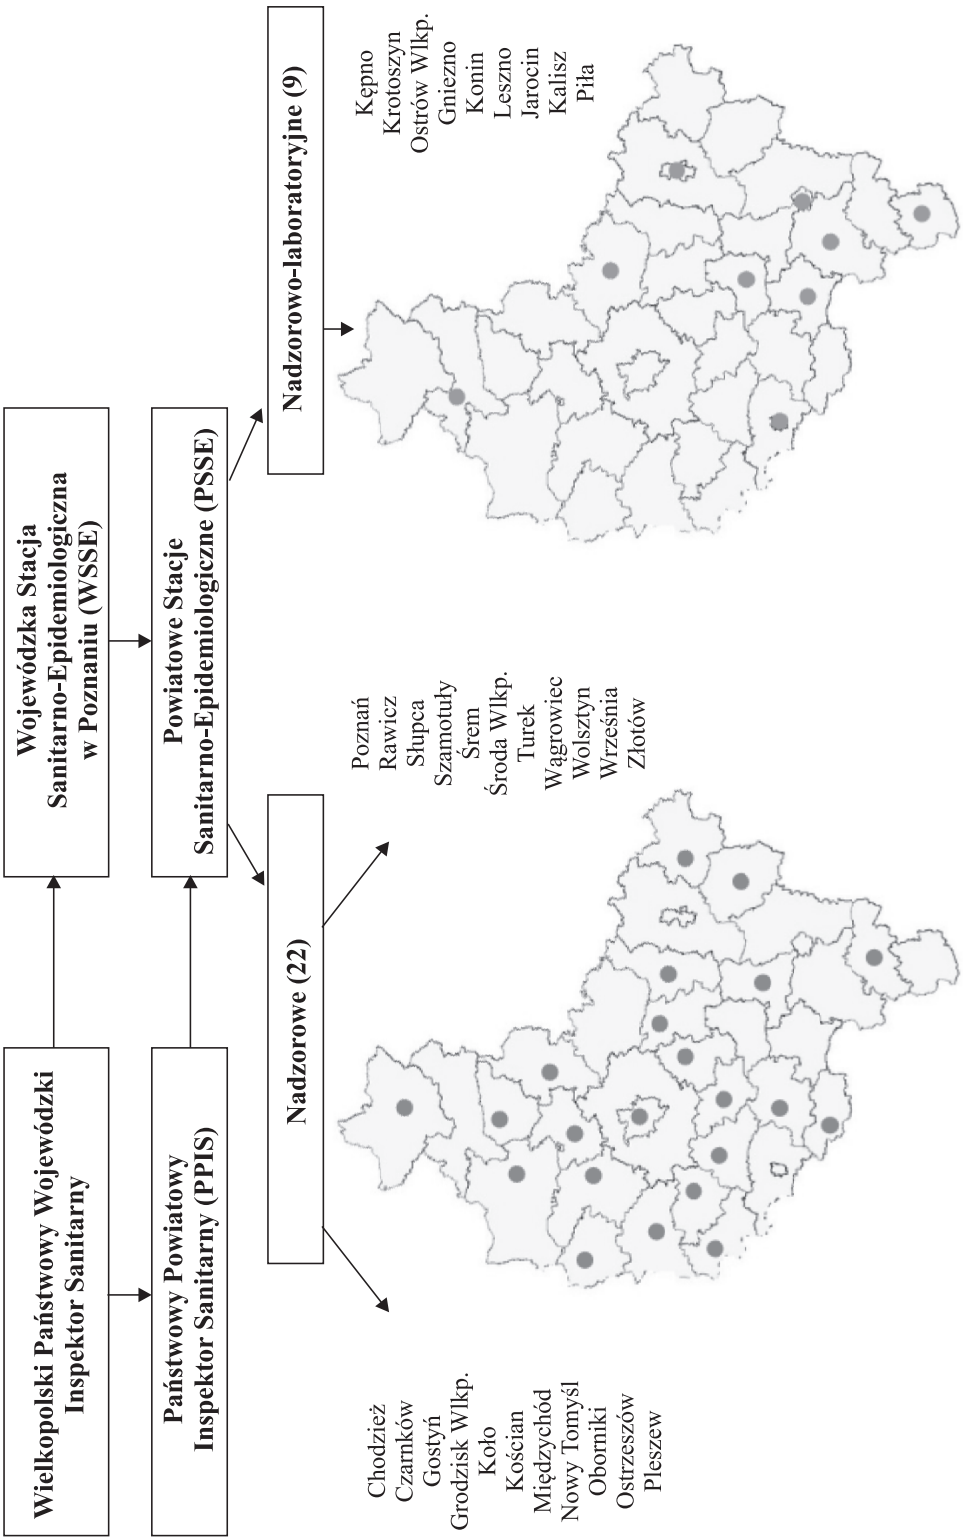 Wielkopolski Państwowy Wojewódzki
Inspektor Sanitarny
Wojewódzka Stacja
Sanitarno-Epidemiologiczna
w Poznaniu (WSSE)
Państwowy Powiatowy
Inspektor Sanitarny (PPIS)
Powiatowe Stacje
Sanitarno-Epidemiologiczne (PSSE)
Nadzorowe (22)
Nadzorowo-laboratoryjne (9)
Chodzież
Czarnków
Gostyń
Grodzisk Wlkp.
Koło
Kościan
Międzychód
Nowy Tomyśl
Oborniki
Ostrzeszów
Pleszew
Poznań
Rawicz
Słupca
Szamotuły
Śrem
Środa Wlkp.
Turek
Wągrowiec
Wolsztyn
Września
Złotów
Kępno
Krotoszyn
Ostrów Wlkp.
Gniezno
Konin
Leszno
Jarocin
Kalisz
Piła